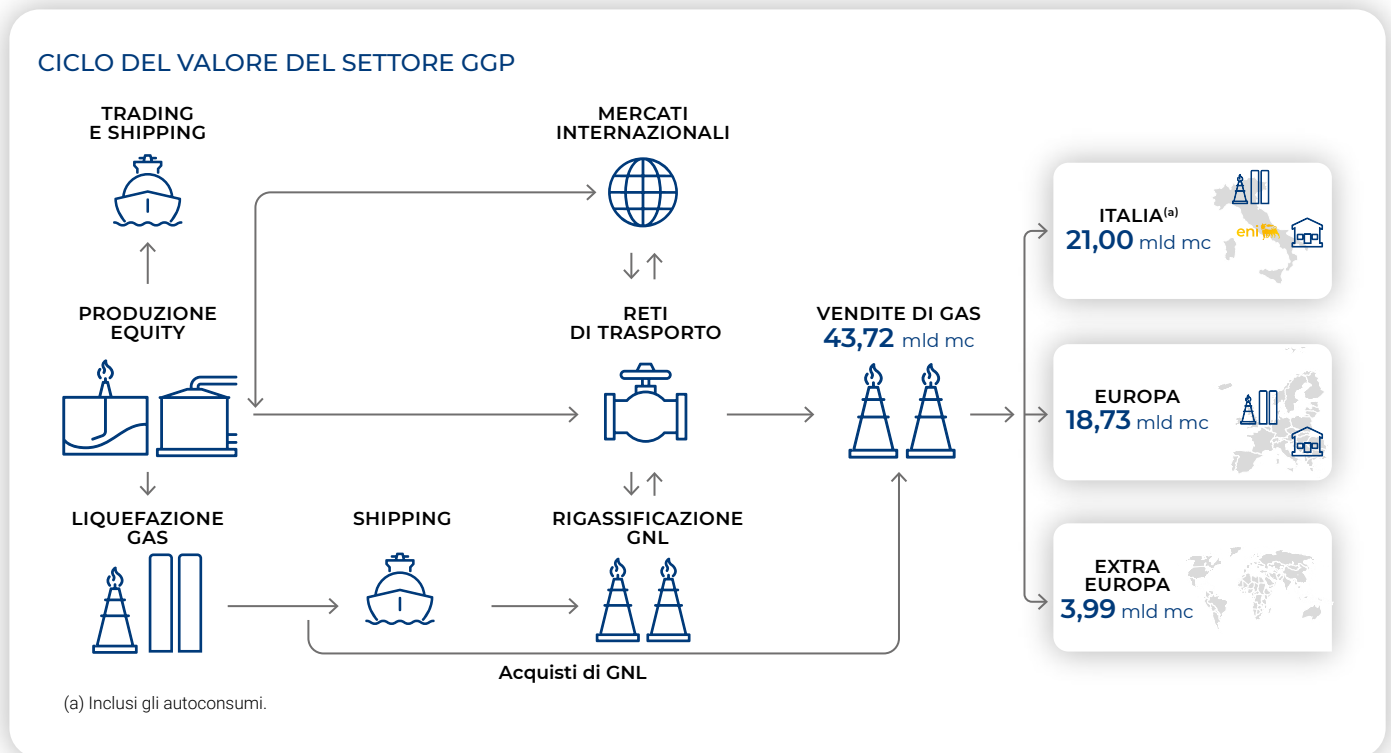 CICLO DEL VALORE DEL SETTORE GGP
TRADING
E SHIPPING
MERCATI
INTERNAZIONALI
ITALIA(a)
21,00 mld mc
eni
PRODUZIONE
EQUITY
RETI
DI TRASPORTO
VENDITE DI GAS
43,72 mld mc
EUROPA
18,73 mld mc
LIQUEFAZIONE
GAS
SHIPPING
RIGASSIFICAZIONE
GNL
EXTRA
EUROPA
3,99 mld mc
Acquisti di GNL
(a) Inclusi gli autoconsumi.